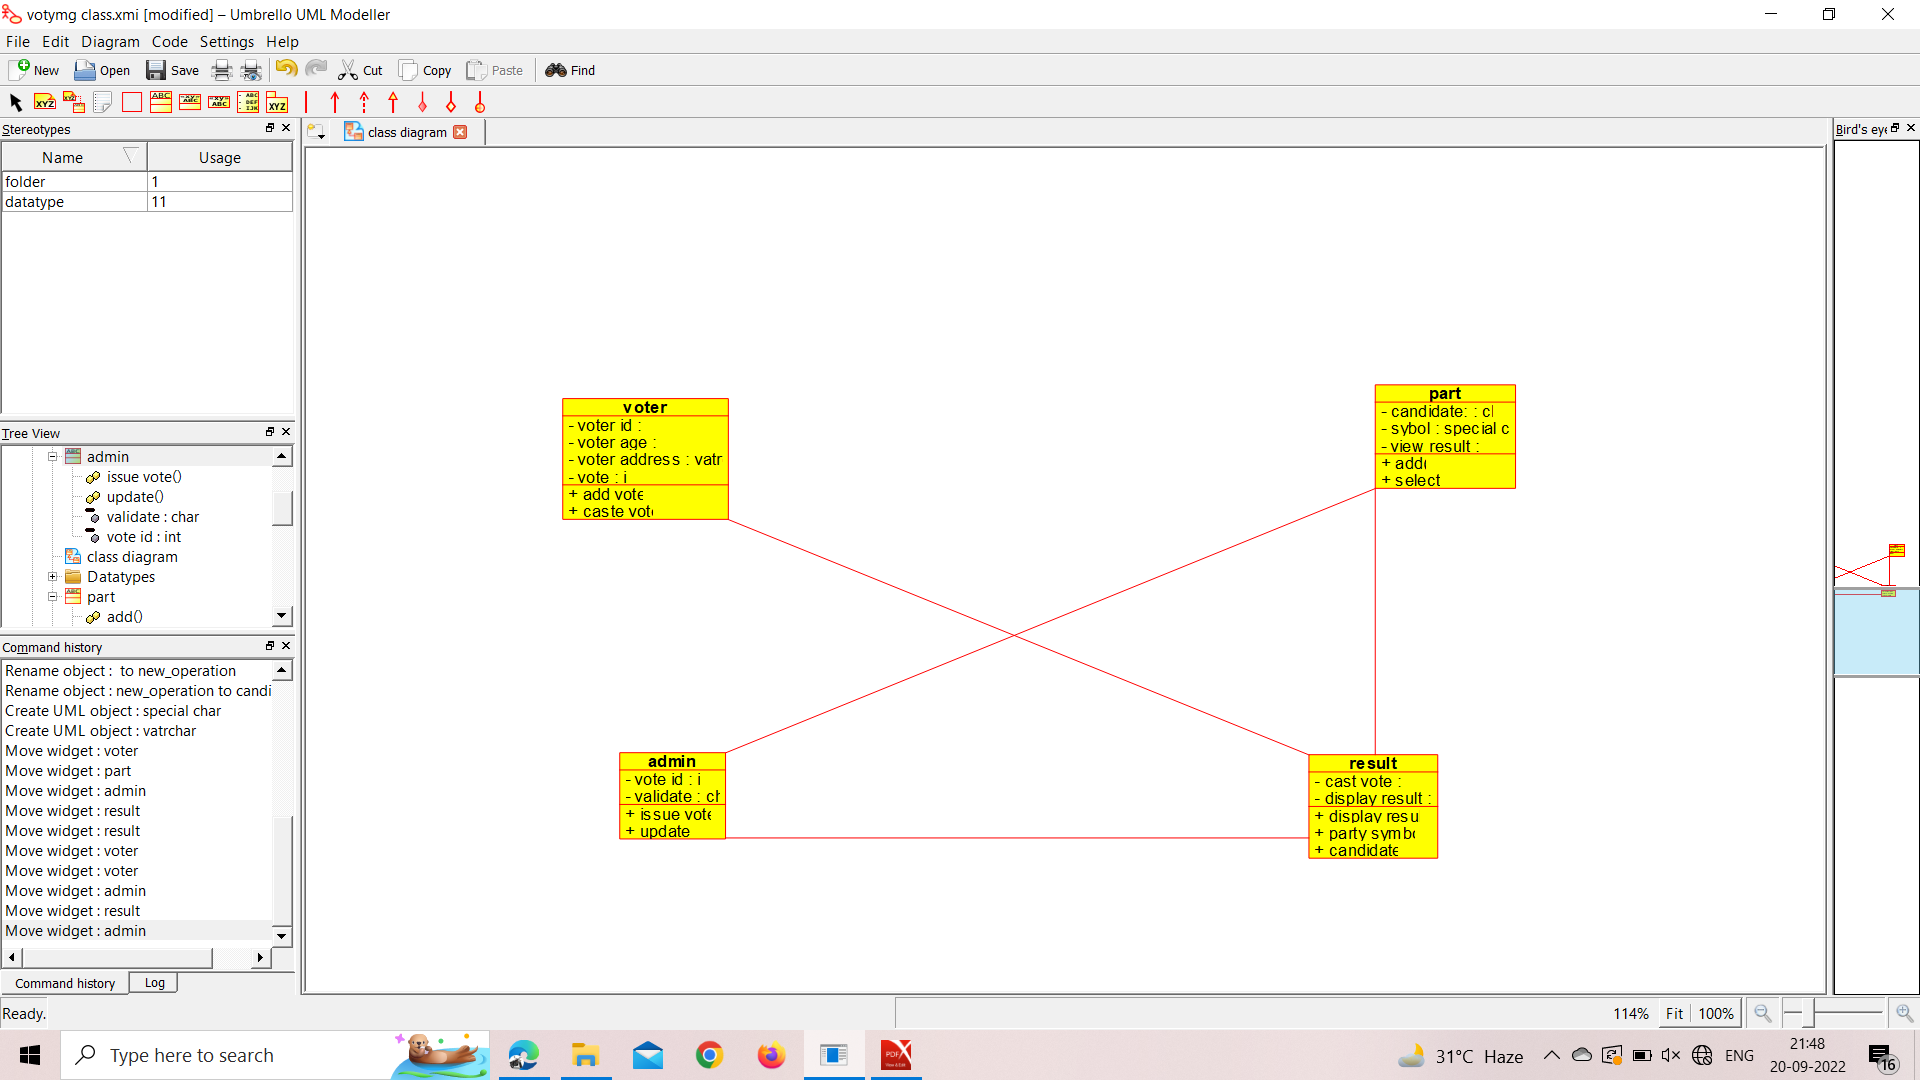 votymg class.xmi [modified] – Umbrello UML Modeller
File Edit Diagram Code Settings Help
New Open Save Cut Copy Paste Find
Stereotypes
Name Usage
folder 1
datatype 11
Tree View
admin
issue vote()
update()
validate : char
vote id : int
class diagram
Datatypes
part
add()
Command history
Rename object :  to new_operation
Rename object : new_operation to candi
Create UML object : special char
Create UML object : vatrchar
Move widget : voter
Move widget : part
Move widget : admin
Move widget : result
Move widget : result
Move widget : voter
Move widget : voter
Move widget : admin
Move widget : result
Move widget : admin
Command history Log
class diagram
voter
- voter id :
- voter age :
- voter address : vatr
- vote : i
+ add vote
+ caste vote
part
- candidate: : cl
- sybol : special c
- view result :
+ add(
+ select
admin
- vote id : i
- validate : ch
+ issue vote
+ update
result
- cast vote :
- display result :
+ display resu
+ party symbo
+ candidate
Bird's eye
Ready.
114% Fit 100%
Type here to search
31°C Haze
ENG
21:48
20-09-2022
16